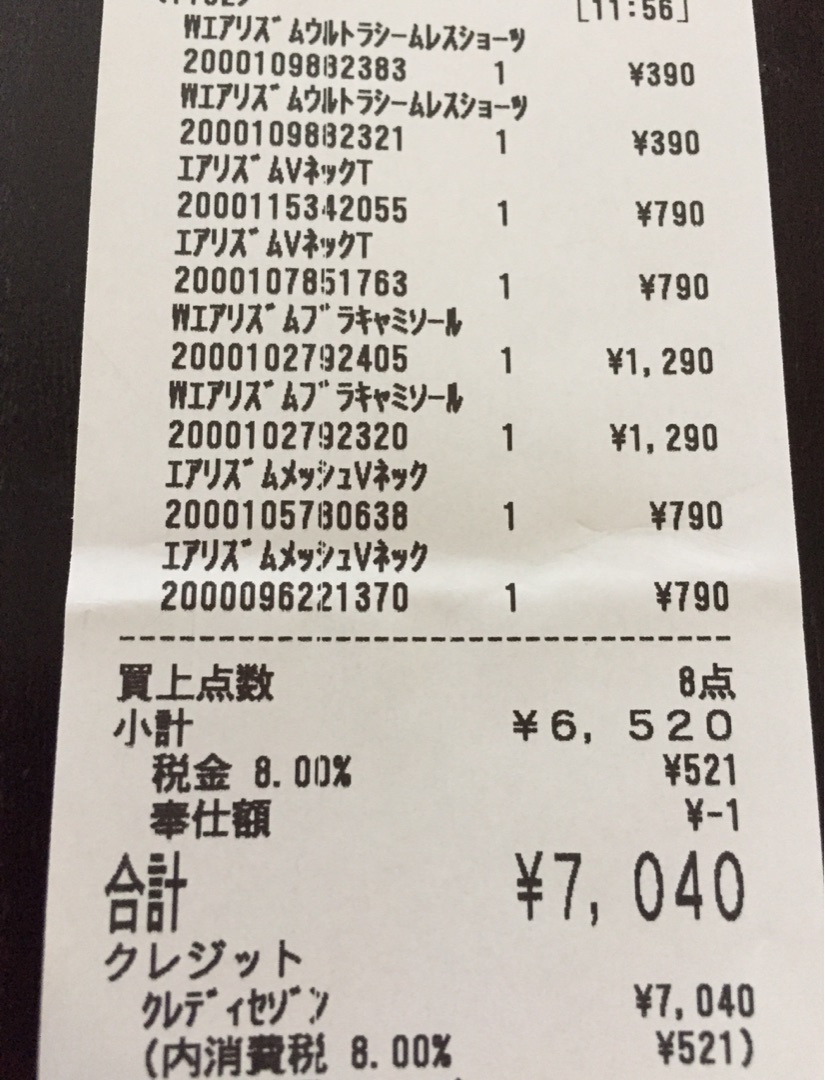 [11:56]
Wｴｱﾘｽﾞﾑｳﾙﾄﾗｼｰﾑﾚｽｼｮｰﾂ
2000109882383 1 ¥390
Wｴｱﾘｽﾞﾑｳﾙﾄﾗｼｰﾑﾚｽｼｮｰﾂ
2000109882321 1 ¥390
ｴｱﾘｽﾞﾑVﾈｯｸT
2000115342055 1 ¥790
ｴｱﾘｽﾞﾑVﾈｯｸT
2000107851763 1 ¥790
Wｴｱﾘｽﾞﾑﾌﾞﾗｷｬﾐｿｰﾙ
2000102792405 1 ¥1,290
Wｴｱﾘｽﾞﾑﾌﾞﾗｷｬﾐｿｰﾙ
2000102792320 1 ¥1,290
ｴｱﾘｽﾞﾑﾒｯｼｭVﾈｯｸ
2000105780638 1 ¥790
ｴｱﾘｽﾞﾑﾒｯｼｭVﾈｯｸ
2000096221370 1 ¥790
買上点数 8点
小計 ¥6,520
税金 8.00% ¥521
奉仕額 ¥-1
合計 ¥7,040
クレジット
ｸﾚﾃﾞｨｾｿﾞﾝ ¥7,040
(内消費税 8.00% ¥521)